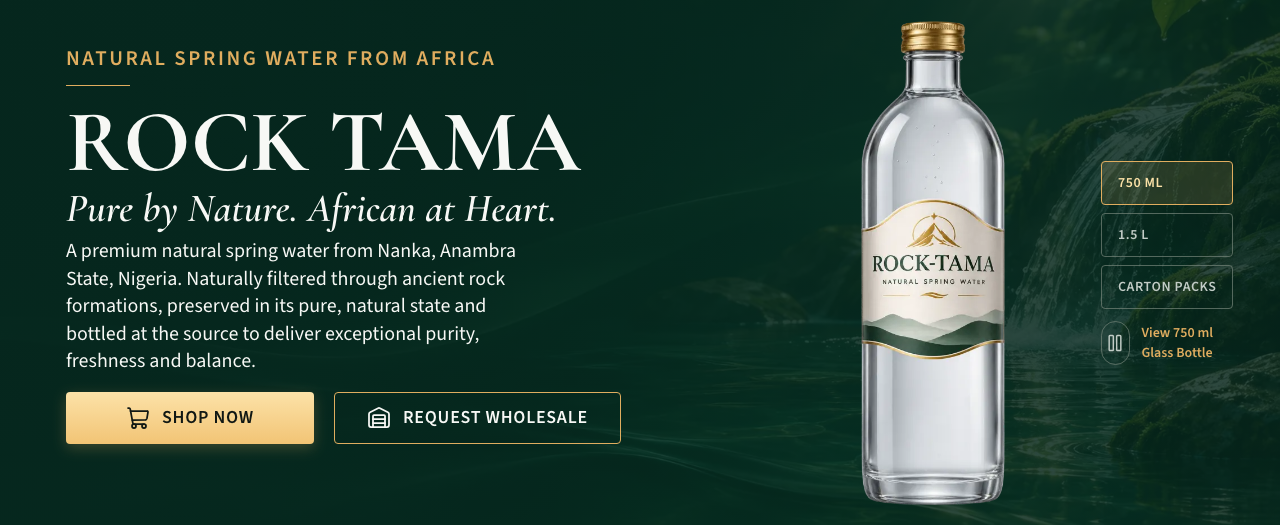 NATURAL SPRING WATER FROM AFRICA
ROCK TAMA
Pure by Nature. African at Heart.
A premium natural spring water from Nanka, Anambra
State, Nigeria. Naturally filtered through ancient rock
formations, preserved in its pure, natural state and
bottled at the source to deliver exceptional purity,
freshness and balance.
SHOP NOW
REQUEST WHOLESALE
ROCK-TAMA
NATURAL SPRING WATER
750 ML
1.5 L
CARTON PACKS
View 750 ml
Glass Bottle